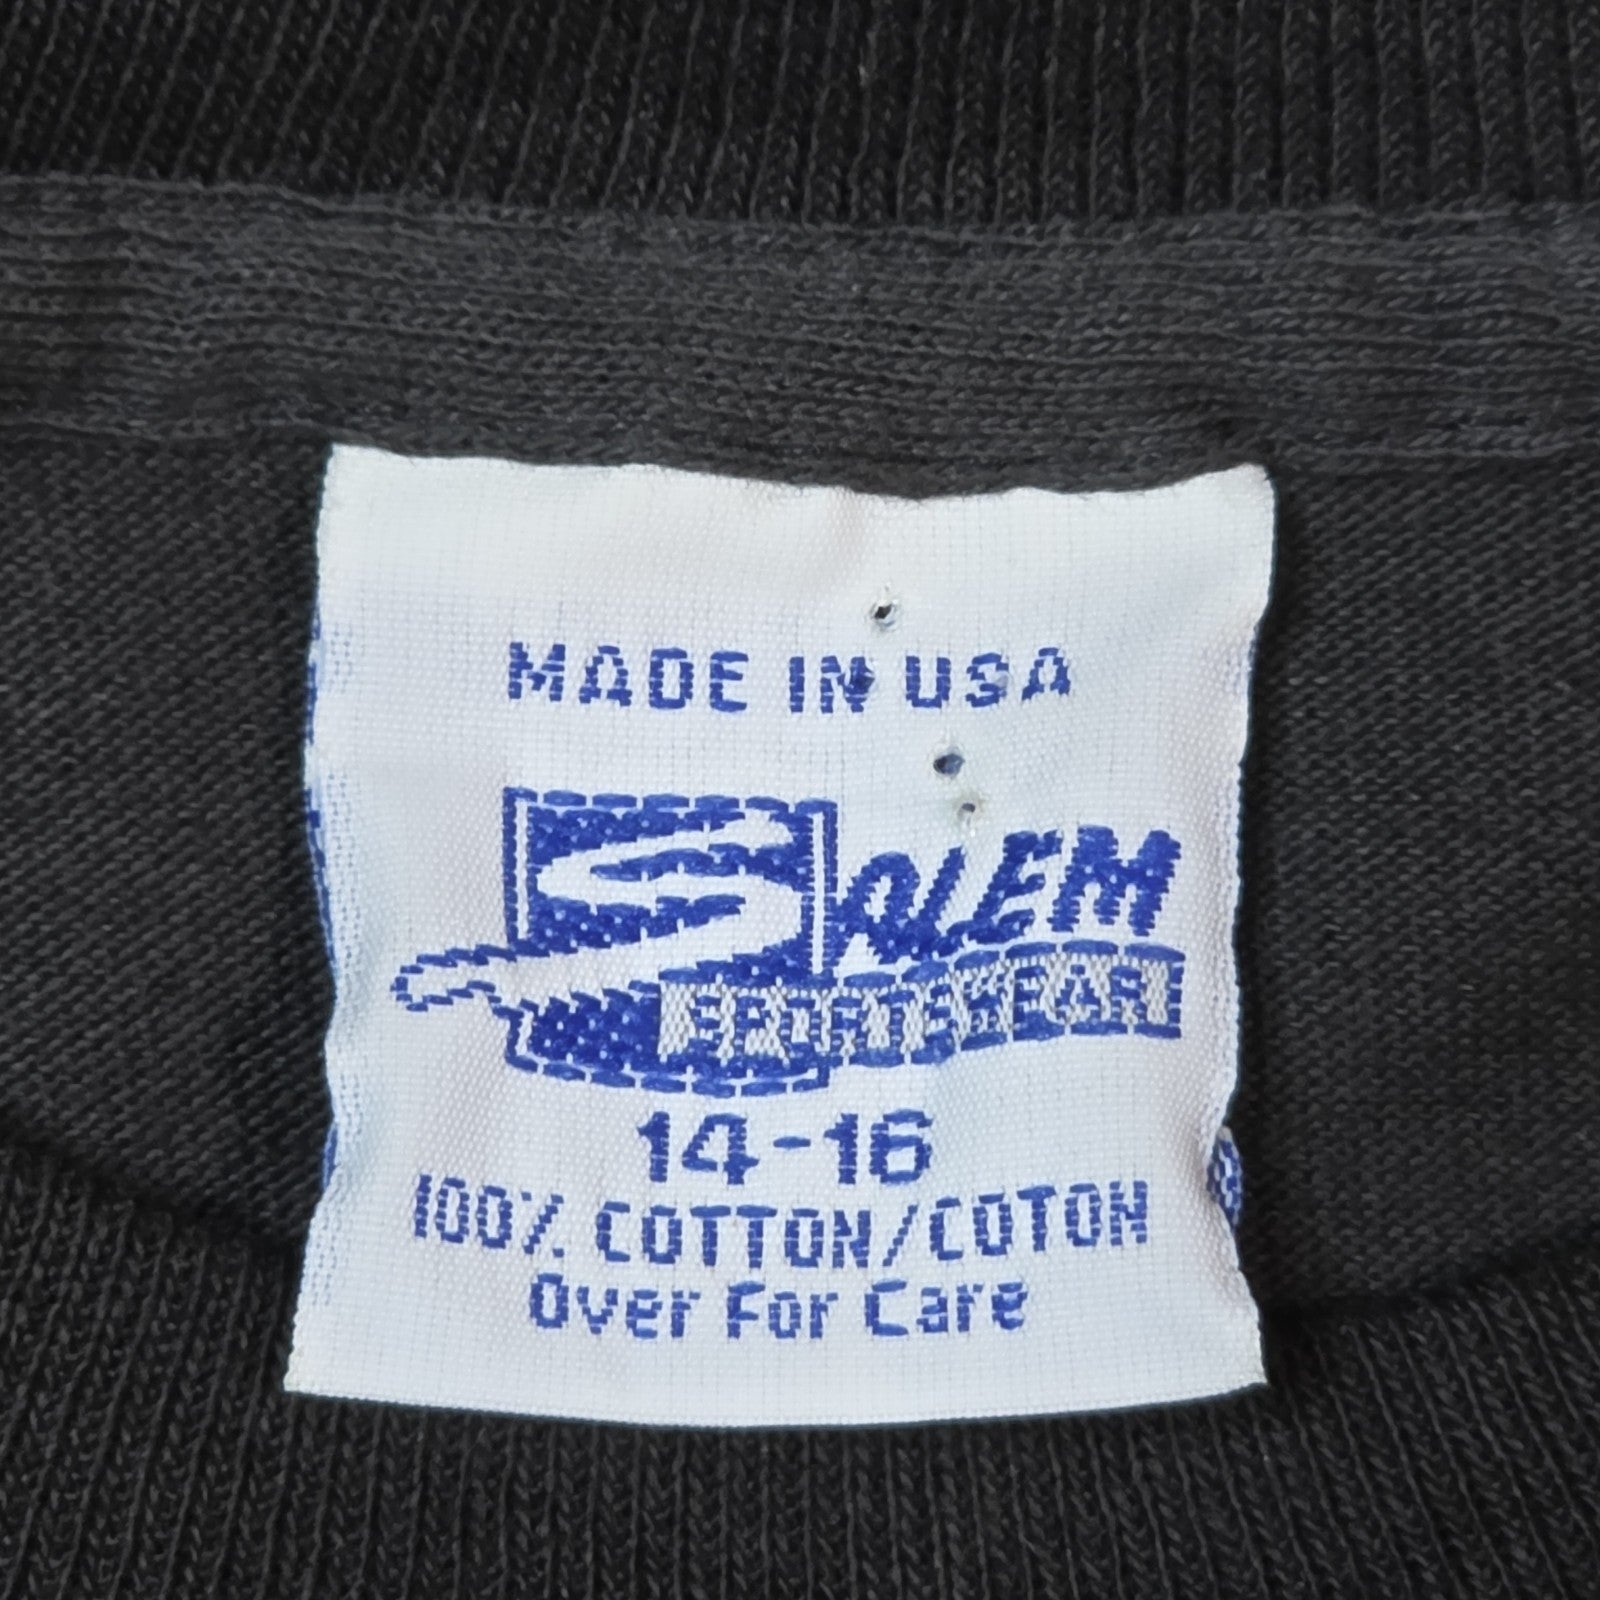 MADE IN USA
SALEM
SPORTSWEAR
14-16
100% COTTON/COTON
Over For Care